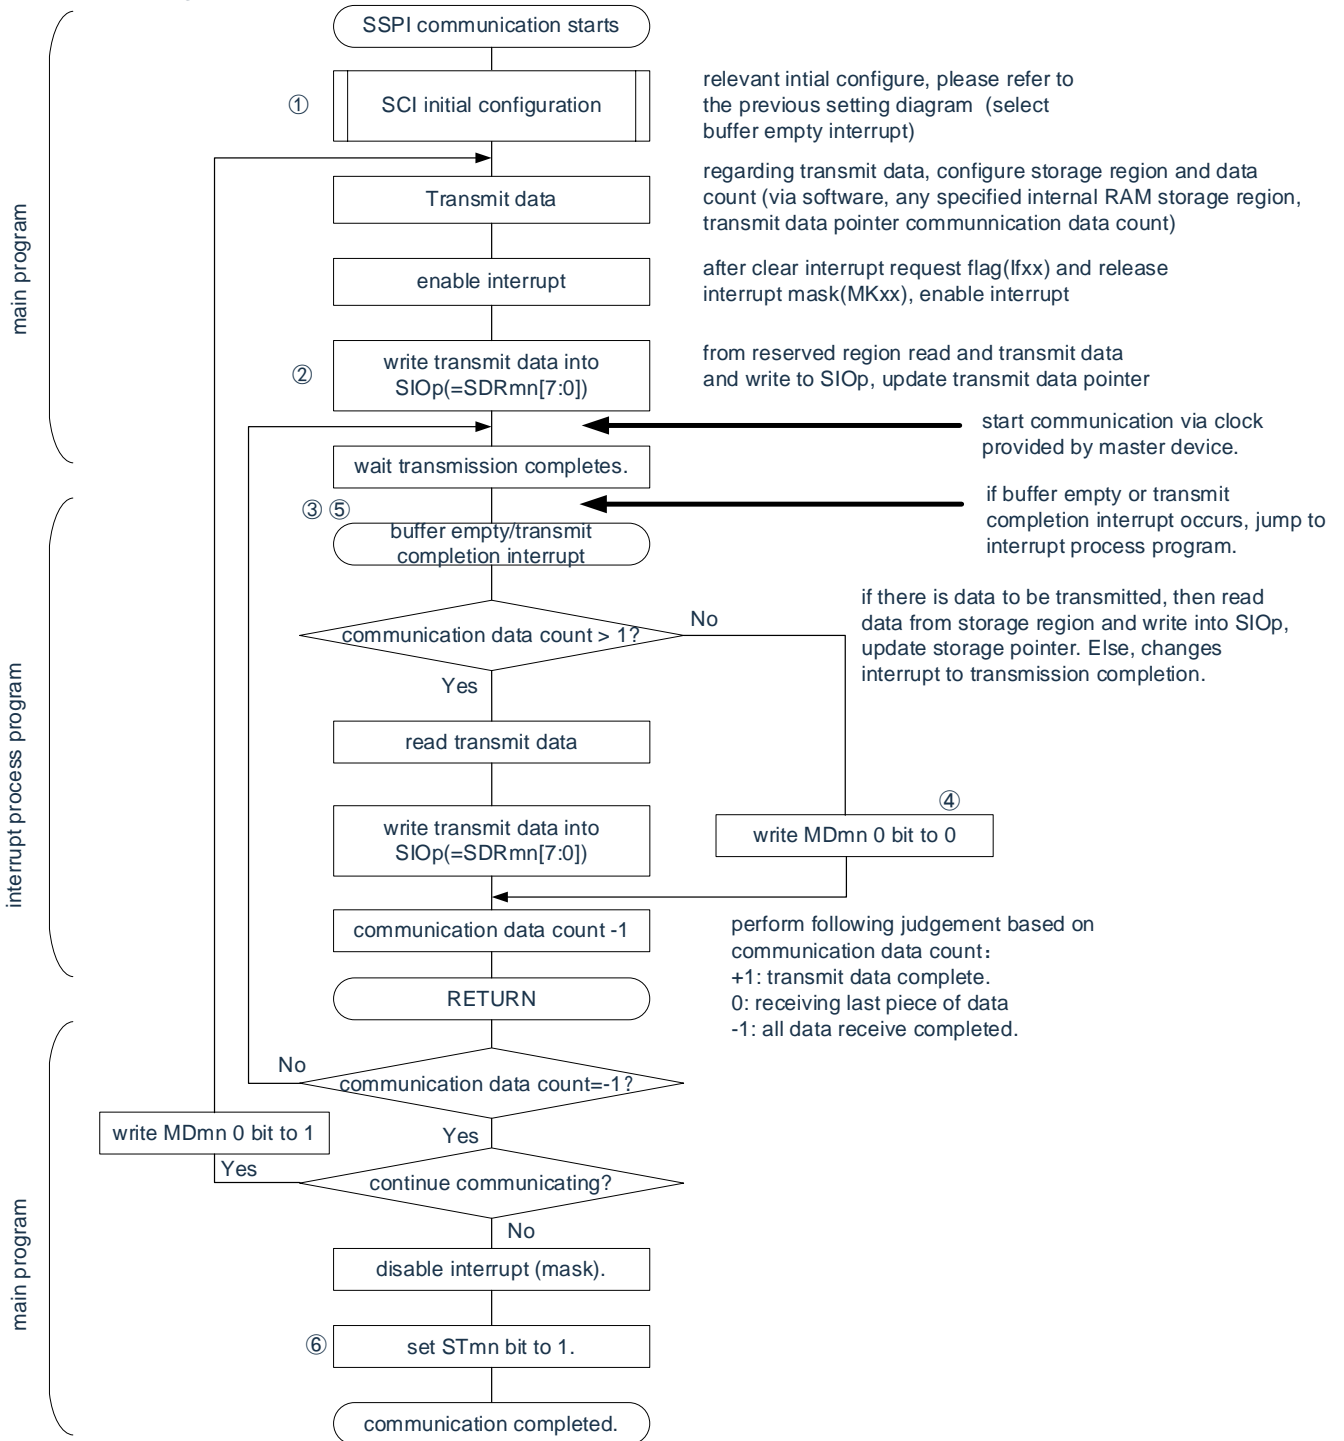 SSPI communication starts
①
SCI initial configuration
relevant intial configure, please refer to
the previous setting diagram (select
buffer empty interrupt)
Transmit data
regarding transmit data, configure storage region and data
count (via software, any specified internal RAM storage region,
transmit data pointer communnication data count)
main program
enable interrupt
after clear interrupt request flag(Ifxx) and release
interrupt mask(MKxx), enable interrupt
②
write transmit data into
SIOp(=SDRmn[7:0])
from reserved region read and transmit data
and write to SIOp, update transmit data pointer
start communication via clock
provided by master device.
wait transmission completes.
③ ⑤
buffer empty/transmit
completion interrupt
if buffer empty or transmit
completion interrupt occurs, jump to
interrupt process program.
communication data count > 1?
No
Yes
if there is data to be transmitted, then read
data from storage region and write into SIOp,
update storage pointer. Else, changes
interrupt to transmission completion.
interrupt process program
read transmit data
write transmit data into
SIOp(=SDRmn[7:0])
④
write MDmn 0 bit to 0
communication data count -1
perform following judgement based on
communication data count：
+1: transmit data complete.
0: receiving last piece of data
-1: all data receive completed.
RETURN
No
communication data count=-1?
Yes
write MDmn 0 bit to 1
Yes
continue communicating?
No
main program
disable interrupt (mask).
⑥
set STmn bit to 1.
communication completed.